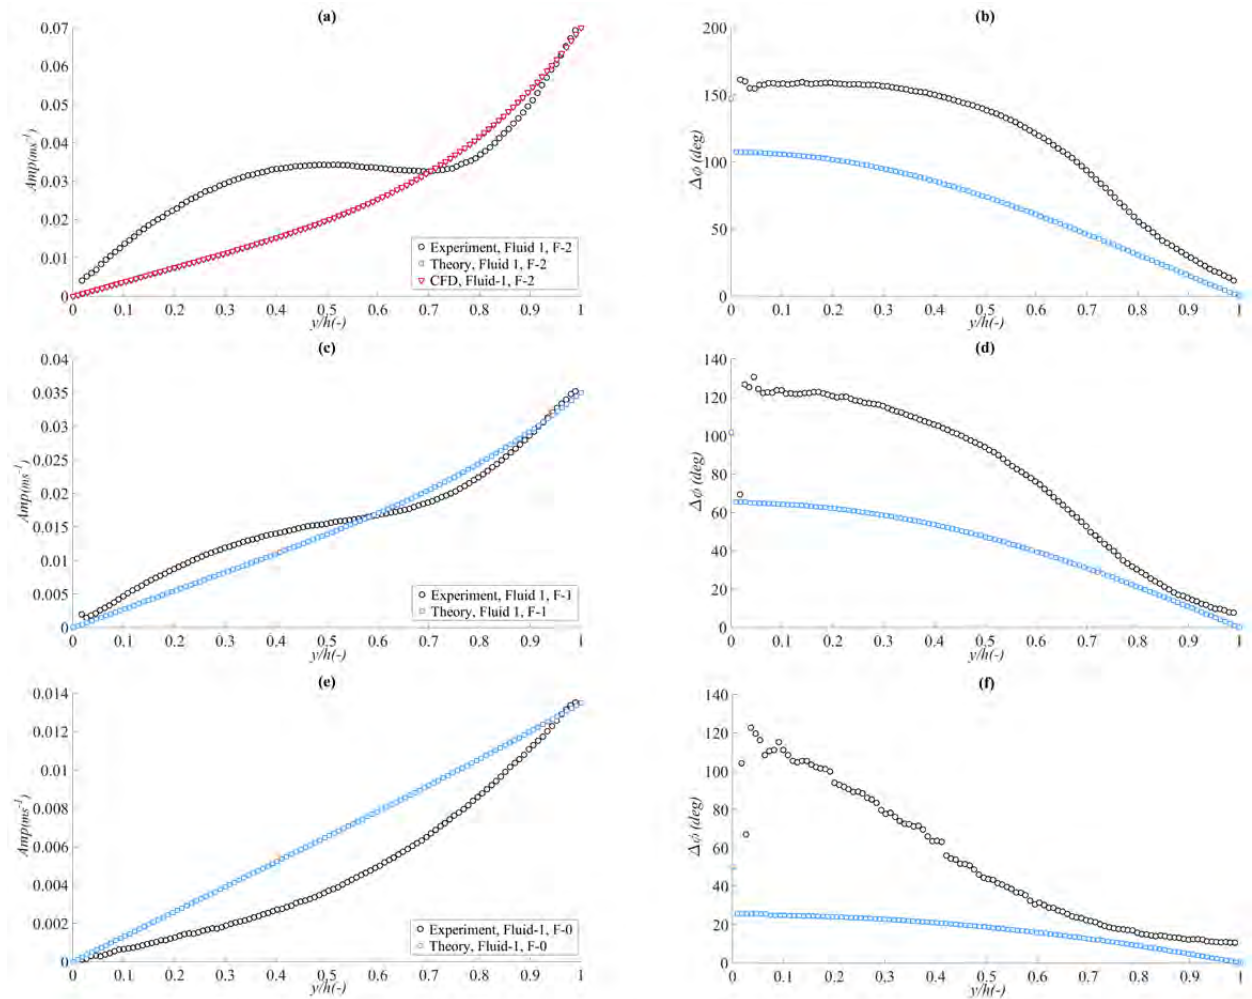 (a)
0.07
0.06
0.05
0.04
0.03
0.02
0.01
0
Amp(ms⁻¹)
Experiment, Fluid 1, F-2
Theory, Fluid 1, F-2
CFD, Fluid-1, F-2
0 0.1 0.2 0.3 0.4 0.5 0.6 0.7 0.8 0.9 1
y/h(-)
(b)
200
150
100
50
0
Δϕ (deg)
0 0.1 0.2 0.3 0.4 0.5 0.6 0.7 0.8 0.9 1
y/h(-)
(c)
0.04
0.035
0.03
0.025
0.02
0.015
0.01
0.005
0
Amp(ms⁻¹)
Experiment, Fluid 1, F-1
Theory, Fluid 1, F-1
0 0.1 0.2 0.3 0.4 0.5 0.6 0.7 0.8 0.9 1
y/h(-)
(d)
140
120
100
80
60
40
20
0
Δϕ (deg)
0 0.1 0.2 0.3 0.4 0.5 0.6 0.7 0.8 0.9 1
y/h(-)
(e)
0.014
0.012
0.01
0.008
0.006
0.004
0.002
0
Amp(ms⁻¹)
Experiment, Fluid-1, F-0
Theory, Fluid-1, F-0
0 0.1 0.2 0.3 0.4 0.5 0.6 0.7 0.8 0.9 1
y/h(-)
(f)
140
120
100
80
60
40
20
0
Δϕ (deg)
0 0.1 0.2 0.3 0.4 0.5 0.6 0.7 0.8 0.9 1
y/h(-)